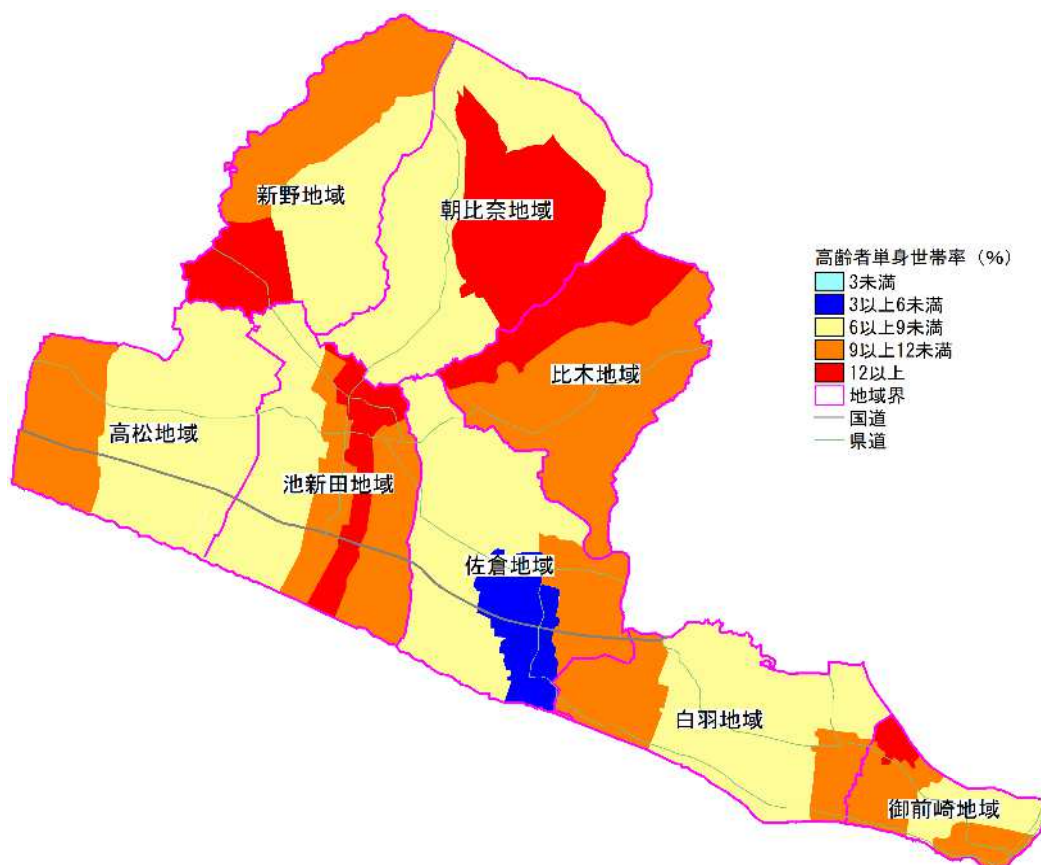 新野地域
朝比奈地域
高齢者単身世帯率(%)
3未満
3以上6未満
6以上9未満
9以上12未満
12以上
地域界
国道
県道
比木地域
高松地域
池新田地域
佐倉地域
白羽地域
御前崎地域